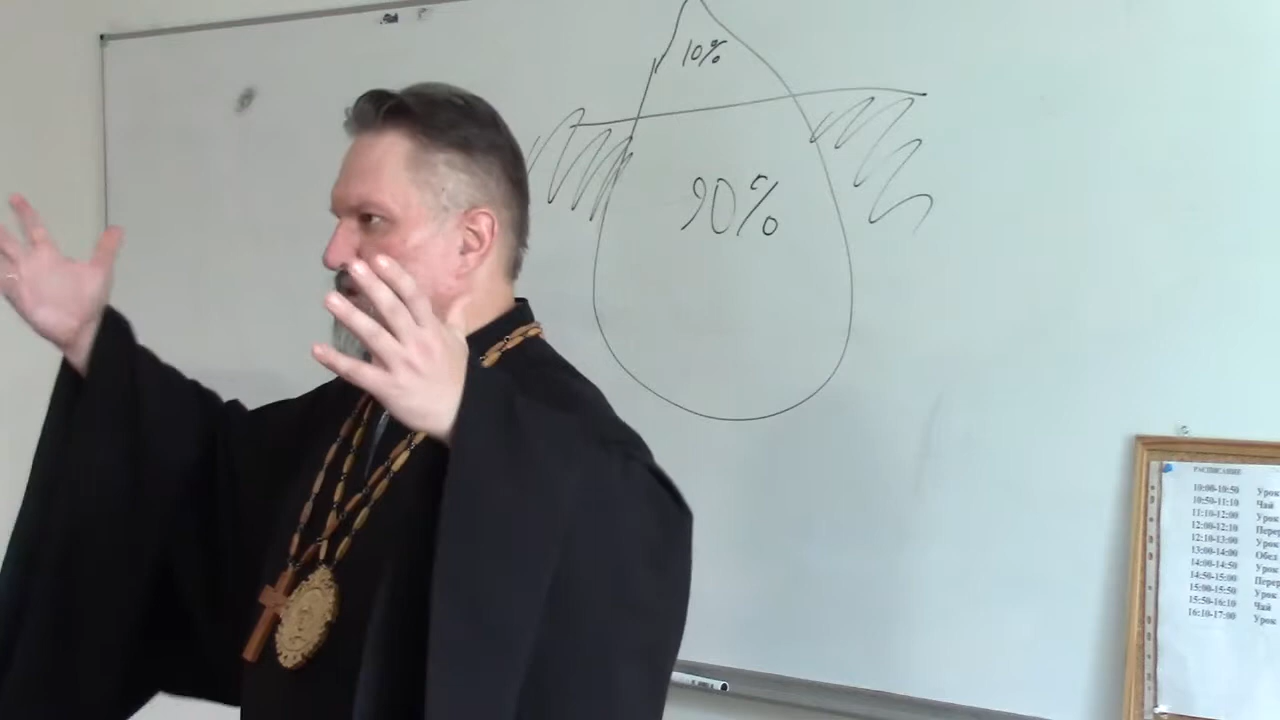 10%
90%
РАСПИСАНИЕ
10:00-10:50 Урок
10:50-11:10 Чай
11:10-12:00 Урок
12:00-12:10
12:10-13:00 Урок
13:00-14:00 Обед
14:00-14:50 Урок
14:50-15:00
15:00-15:50 Урок
15:50-16:10 Чай
16:10-17:00 Урок